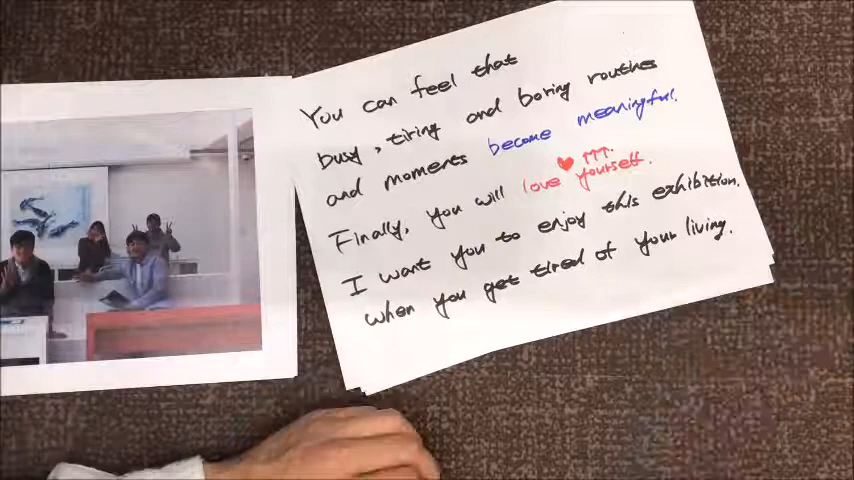 You can feel that
busy, tiring and boring routines
and moments become meaningful.
Finally, you will love yourself.
I want you to enjoy this exhibition.
when you get tired of your living.